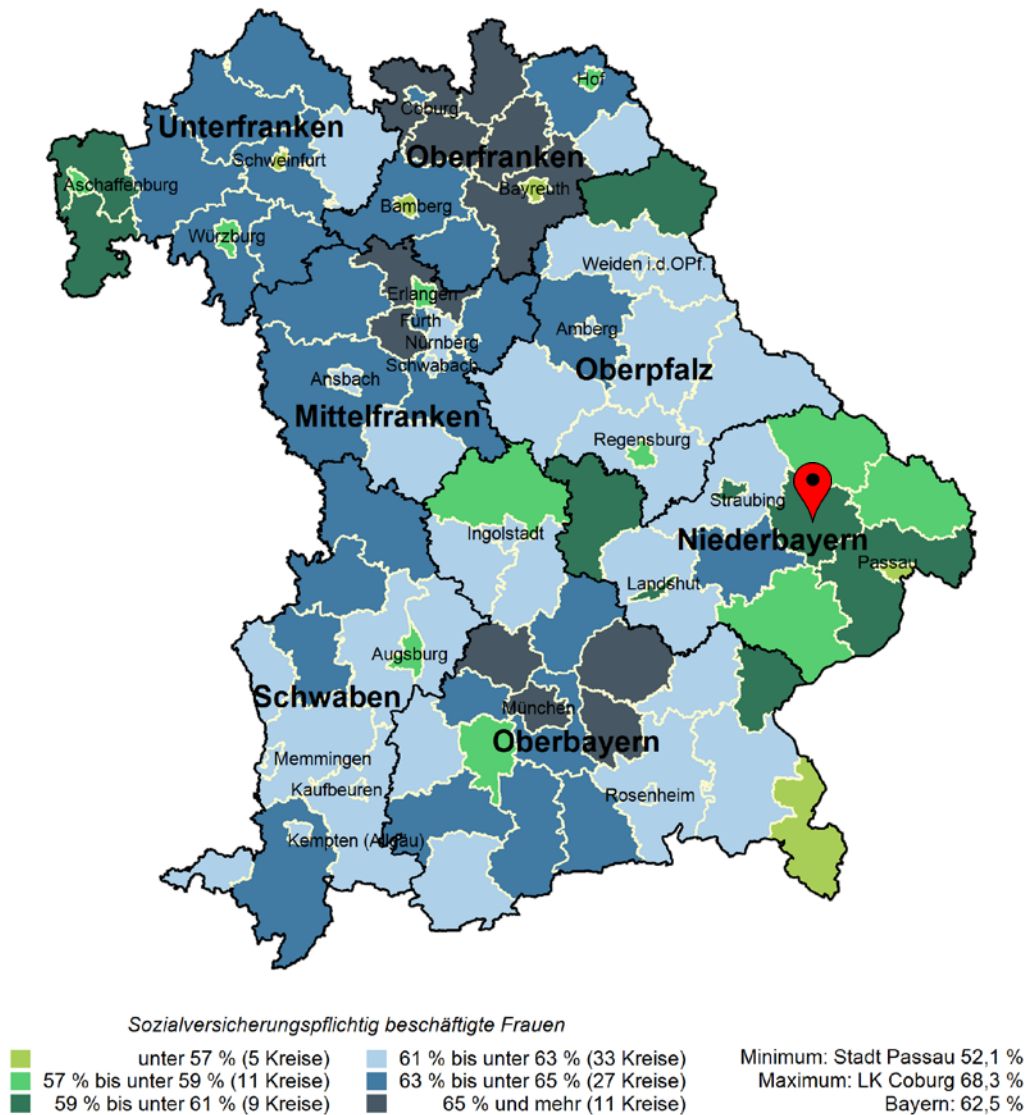 Hof
Coburg
Unterfranken
Oberfranken
Schweinfurt
Aschaffenburg
Bayreuth
Bamberg
Würzburg
Weiden i.d.OPf.
Erlangen
Fürth
Amberg
Nürnberg
Schwabach
Oberpfalz
Ansbach
Mittelfranken
Regensburg
Straubing
Ingolstadt
Niederbayern
Passau
Landshut
Augsburg
Schwaben
München
Oberbayern
Memmingen
Kaufbeuren
Rosenheim
Kempten (Allgäu)
Sozialversicherungspflichtig beschäftigte Frauen
unter 57 % (5 Kreise)
57 % bis unter 59 % (11 Kreise)
59 % bis unter 61 % (9 Kreise)
61 % bis unter 63 % (33 Kreise)
63 % bis unter 65 % (27 Kreise)
65 % und mehr (11 Kreise)
Minimum: Stadt Passau 52,1 %
Maximum: LK Coburg 68,3 %
Bayern: 62,5 %